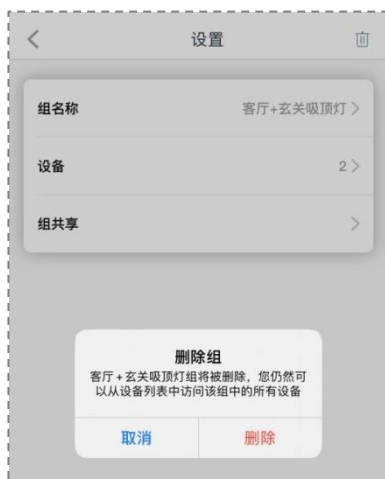 设置
组名称 客厅+玄关吸顶灯
设备 2
组共享
删除组
客厅+玄关吸顶灯组将被删除，您仍然可
以从设备列表中访问该组中的所有设备
取消 删除